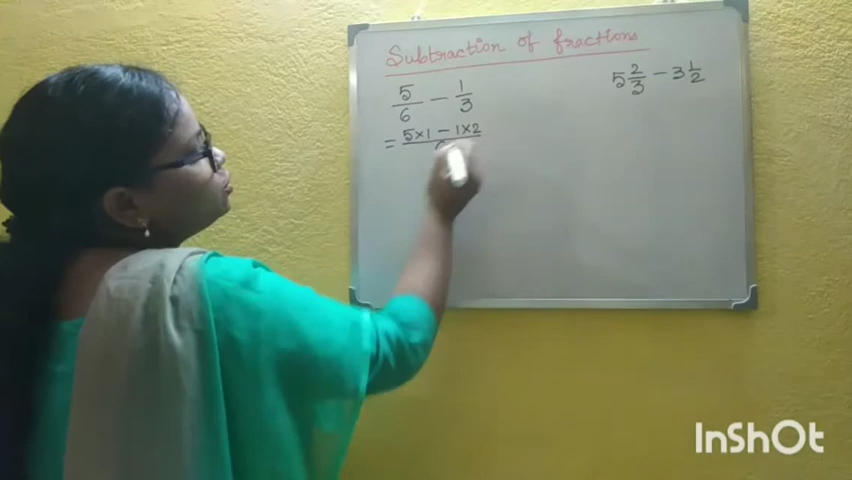 Subtraction of fractions
5/6 − 1/3
5 2/3 − 3 1/2
= 5×1 − 1×2
InShOt